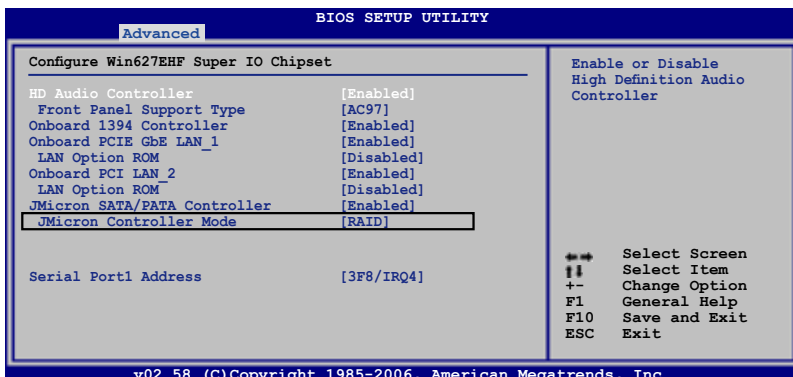 BIOS SETUP UTILITY
Advanced
Configure Win627EHF Super IO Chipset
HD Audio Controller [Enabled]
Front Panel Support Type [AC97]
Onboard 1394 Controller [Enabled]
Onboard PCIE GbE LAN_1 [Enabled]
LAN Option ROM [Disabled]
Onboard PCI LAN_2 [Enabled]
LAN Option ROM [Disabled]
JMicron SATA/PATA Controller [Enabled]
JMicron Controller Mode [RAID]
Serial Port1 Address [3F8/IRQ4]
Enable or Disable
High Definition Audio
Controller
Select Screen
Select Item
+- Change Option
F1 General Help
F10 Save and Exit
ESC Exit
v02.58 (C)Copyright 1985-2006, American Megatrends, Inc.